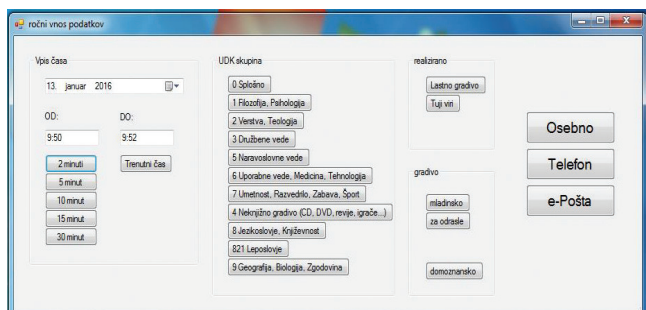 ročni vnos podatkov
Vpis časa
13. januar 2016
OD:
DO:
9:50
9:52
2 minuti
Trenutni čas
5 minut
10 minut
15 minut
30 minut
UDK skupina
0 Splošno
1 Filozofija, Psihologija
2 Verstva, Teologija
3 Družbene vede
5 Naravoslovne vede
6 Uporabne vede, Medicina, Tehnologija
7 Umetnost, Razvedrilo, Zabava, Šport
4 Neknjižno gradivo (CD, DVD, revije, igrače...)
8 Jezikoslovje, Književnost
821 Leposlovje
9 Geografija, Biologija, Zgodovina
realizirano
Lastno gradivo
Tuji viri
gradivo
mladinsko
za odrasle
domoznansko
Osebno
Telefon
e-Pošta